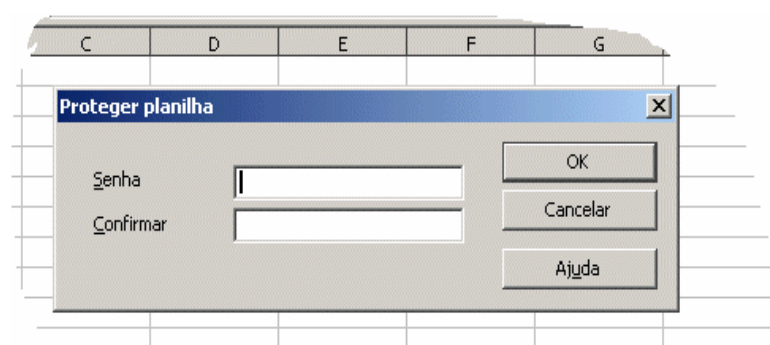 C D E F G
Proteger planilha
Senha
OK
Confirmar
Cancelar
Ajuda